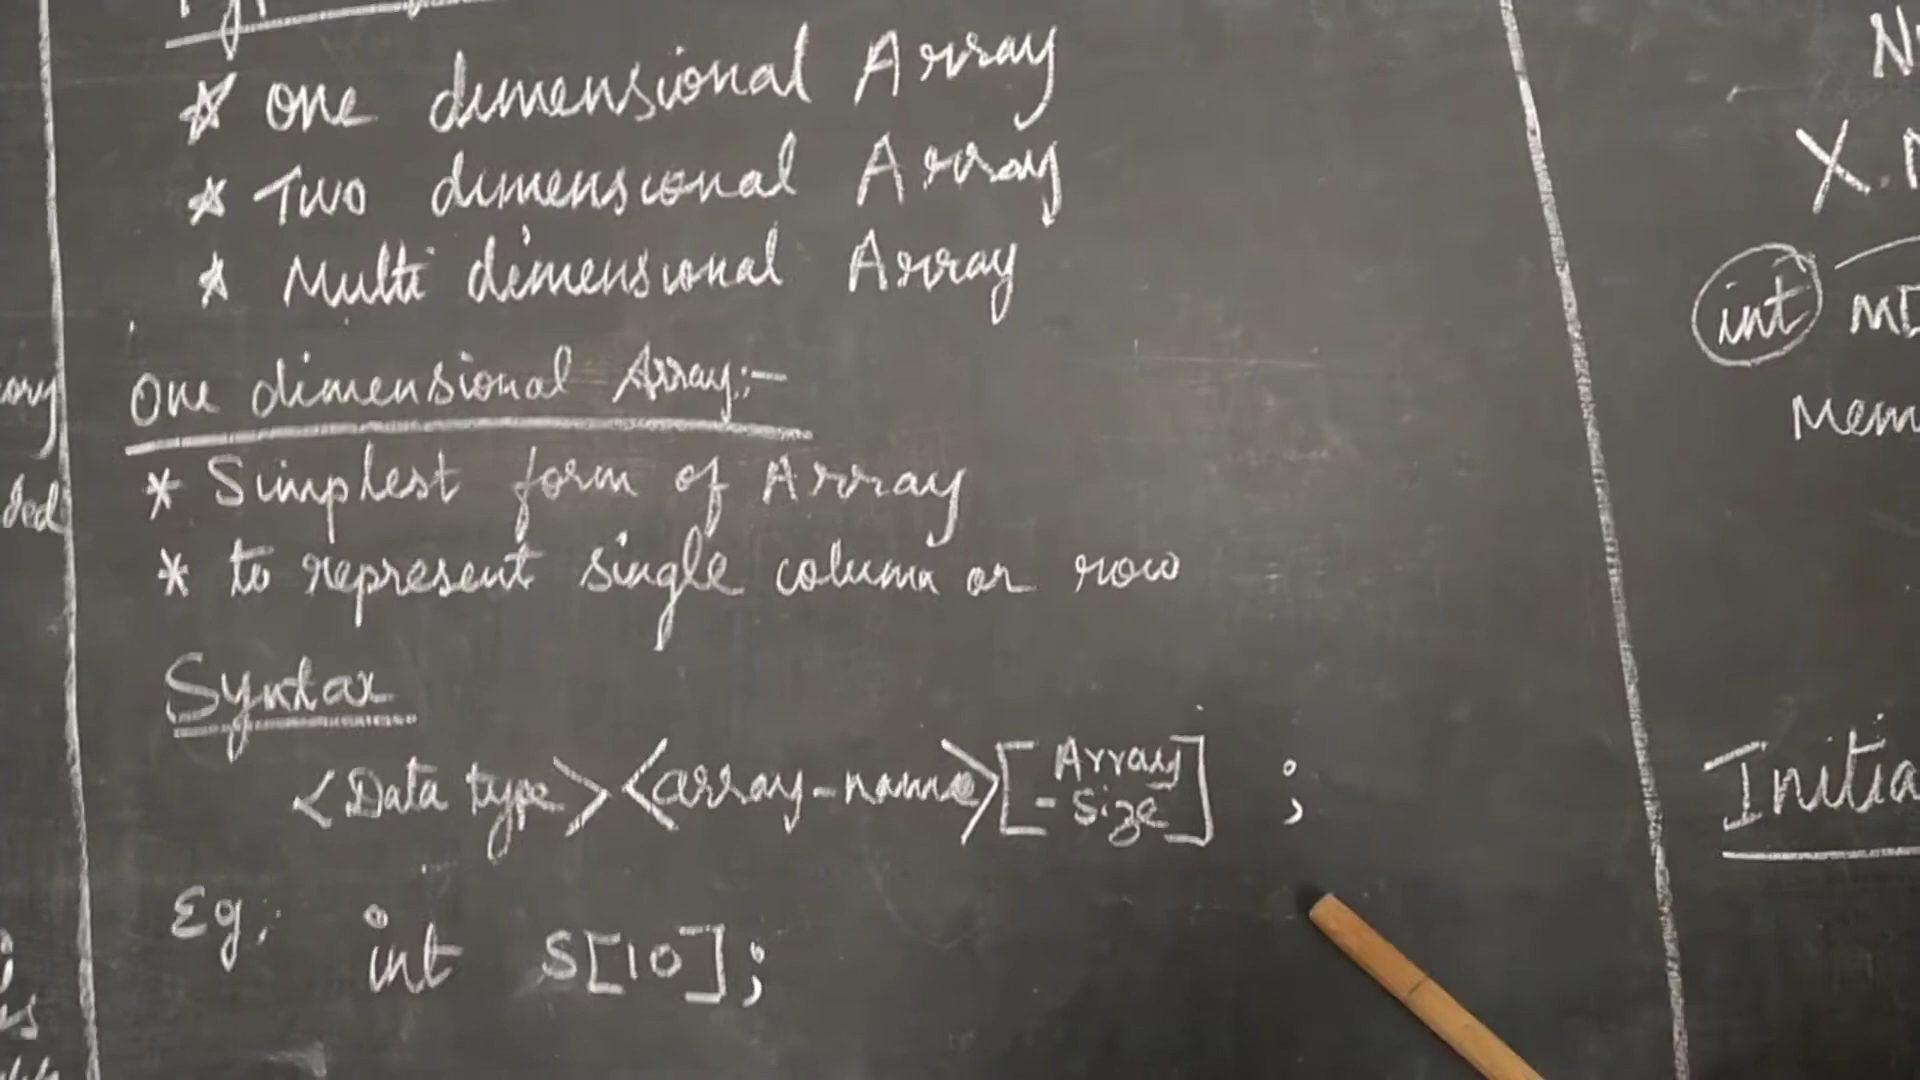 * One dimensional Array
* Two dimensional Array
* Multi dimensional Array
One dimensional Array:-
* Simplest form of Array
* to represent single column or row
Syntax
<Data type> <array-name> [Array
-Size] ;
Eg: int S[10];
int
Initia